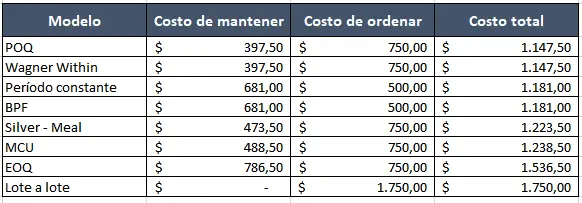 Modelo Costo de mantener Costo de ordenar Costo total
POQ $ 397,50 $ 750,00 $ 1.147,50
Wagner Within $ 397,50 $ 750,00 $ 1.147,50
Período constante $ 681,00 $ 500,00 $ 1.181,00
BPF $ 681,00 $ 500,00 $ 1.181,00
Silver - Meal $ 473,50 $ 750,00 $ 1.223,50
MCU $ 488,50 $ 750,00 $ 1.238,50
EOQ $ 786,50 $ 750,00 $ 1.536,50
Lote a lote $ - $ 1.750,00 $ 1.750,00